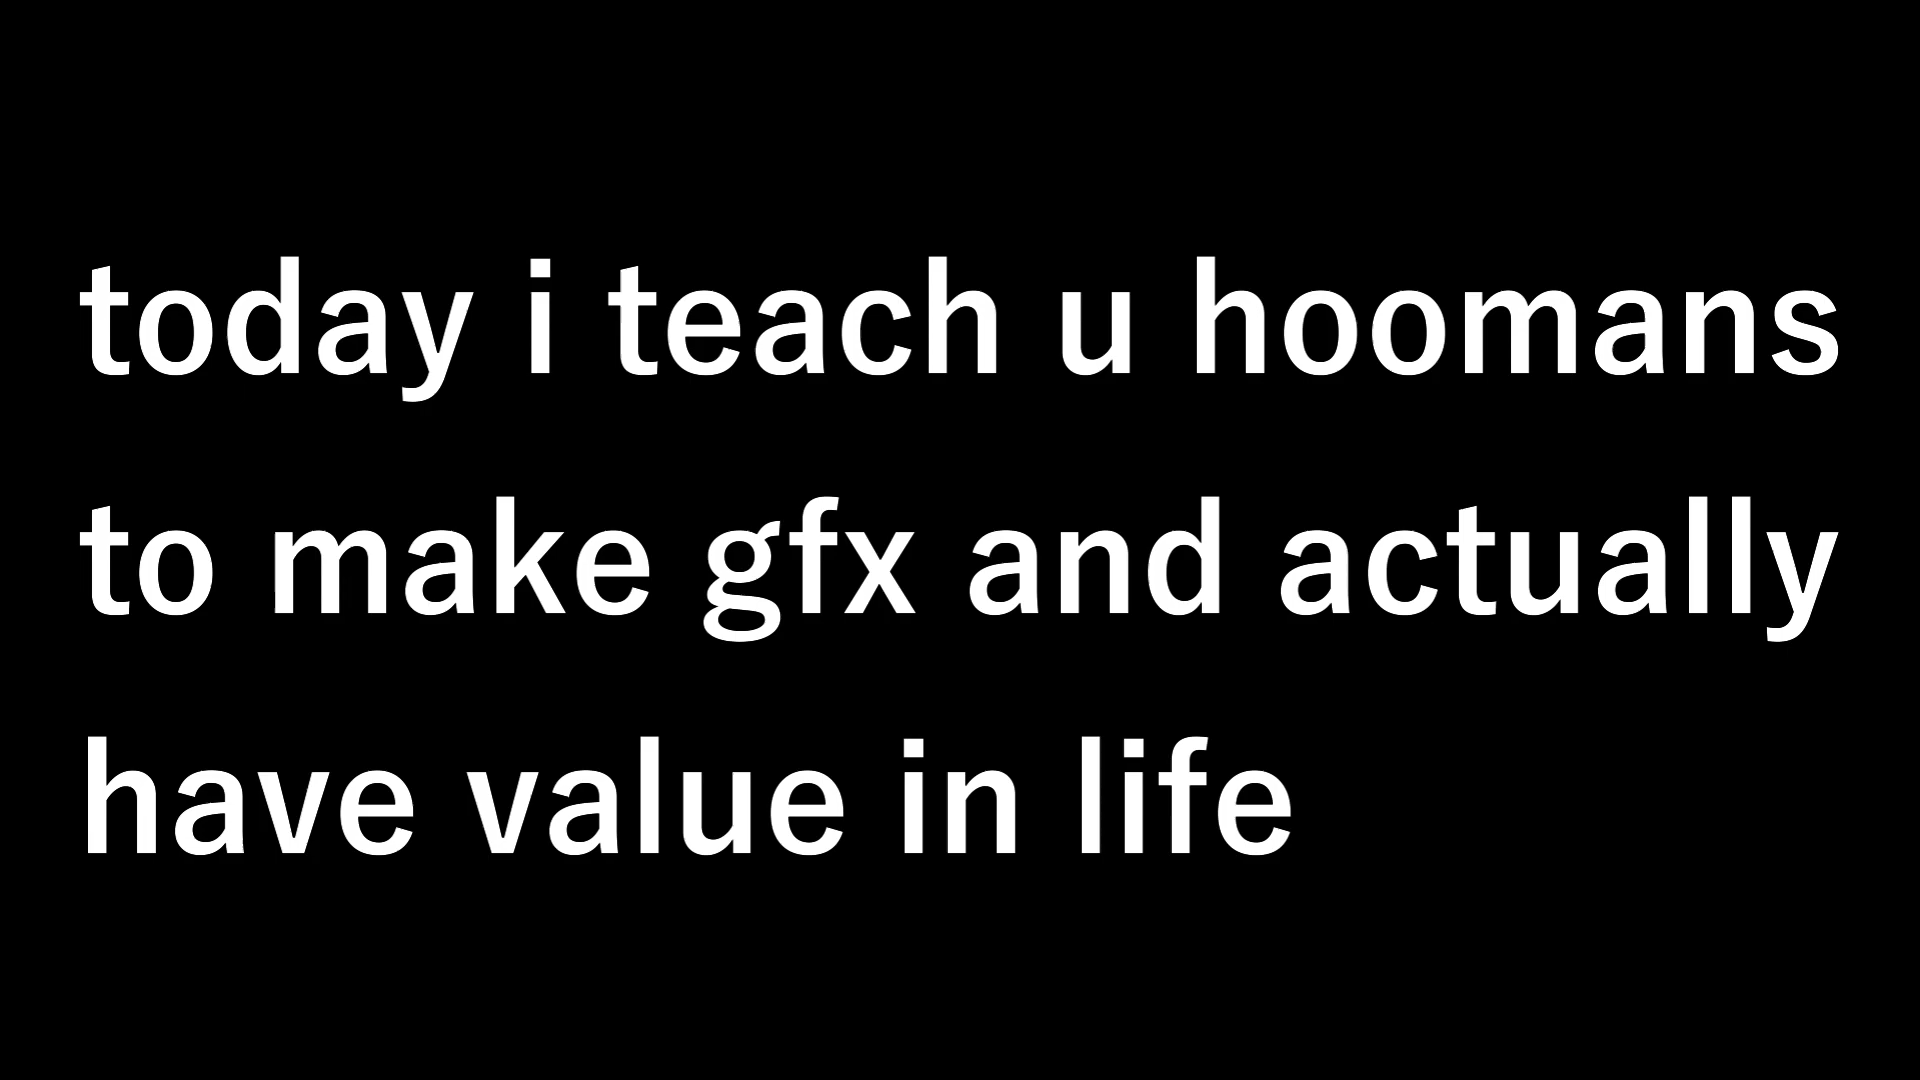 today i teach u hoomans
to make gfx and actually
have value in life